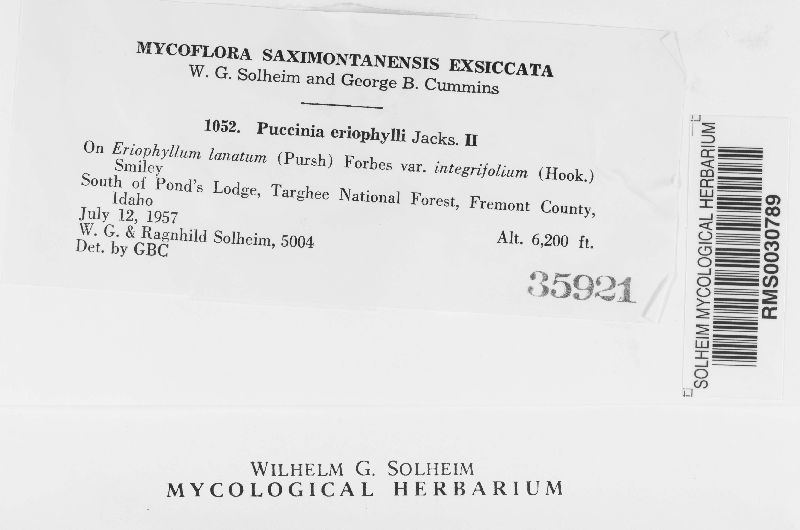 MYCOFLORA SAXIMONTANENSIS EXSICCATA
W. G. Solheim and George B. Cummins
1052. Puccinia eriophylli Jacks. II
On Eriophyllum lanatum (Pursh) Forbes var. integrifolium (Hook.)
Smiley
South of Pond's Lodge, Targhee National Forest, Fremont County,
Idaho
July 12, 1957
W. G. & Ragnhild Solheim, 5004 Alt. 6,200 ft.
Det. by GBC
35921
SOLHEIM MYCOLOGICAL HERBARIUM
RMS0030789
WILHELM G. SOLHEIM
MYCOLOGICAL HERBARIUM